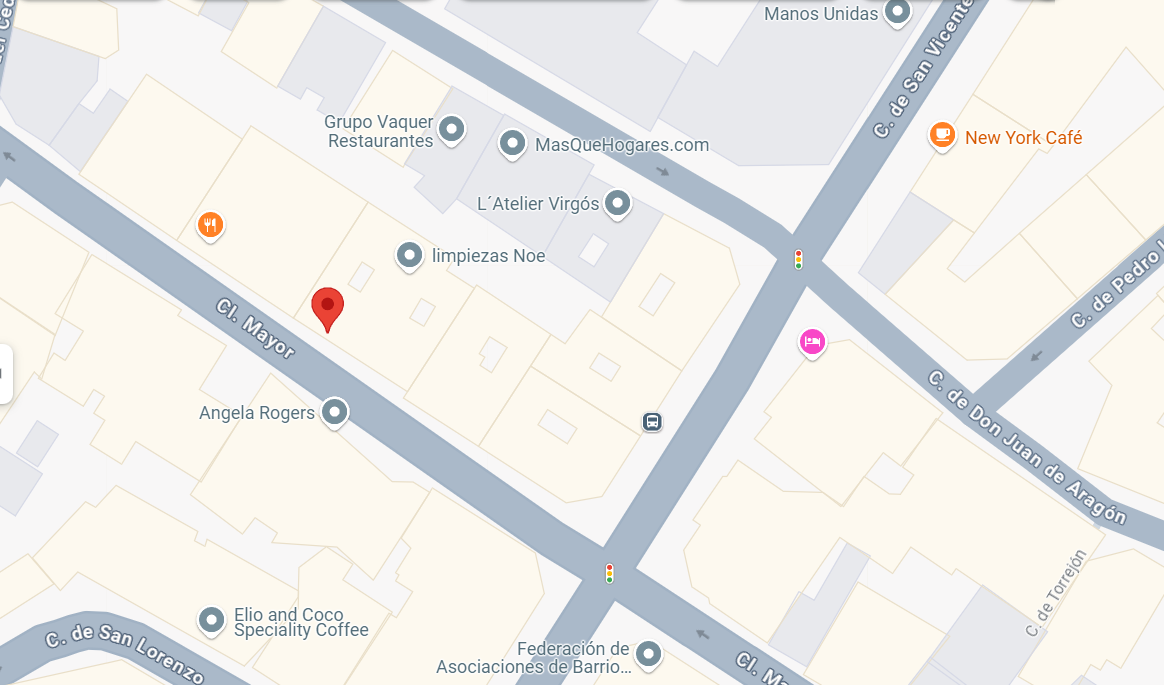 Manos Unidas
C. de San Vicente
Grupo Vaquer
Restaurantes
MasQueHogares.com
New York Café
L´Atelier Virgós
limpiezas Noe
C. de Pedro
Cl. Mayor
C. de Don Juan de Aragón
Angela Rogers
C. de Torrejón
Elio and Coco
Speciality Coffee
C. de San Lorenzo
Federación de
Asociaciones de Barrio...
Cl. Ma